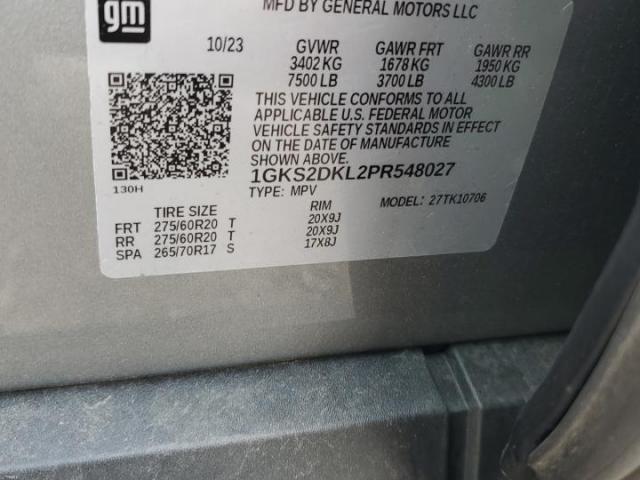 gm
MFD BY GENERAL MOTORS LLC
10/23 GVWR GAWR FRT GAWR RR
3402 KG 1678 KG 1950 KG
7500 LB 3700 LB 4300 LB
THIS VEHICLE CONFORMS TO ALL
APPLICABLE U.S. FEDERAL MOTOR
VEHICLE SAFETY STANDARDS IN EFFECT
ON THE DATE OF MANUFACTURE
SHOWN ABOVE.
130H
1GKS2DKL2PR548027
TYPE: MPV MODEL: 27TK10706
TIRE SIZE RIM
FRT 275/60R20 T 20X9J
RR 275/60R20 T 20X9J
SPA 265/70R17 S 17X8J